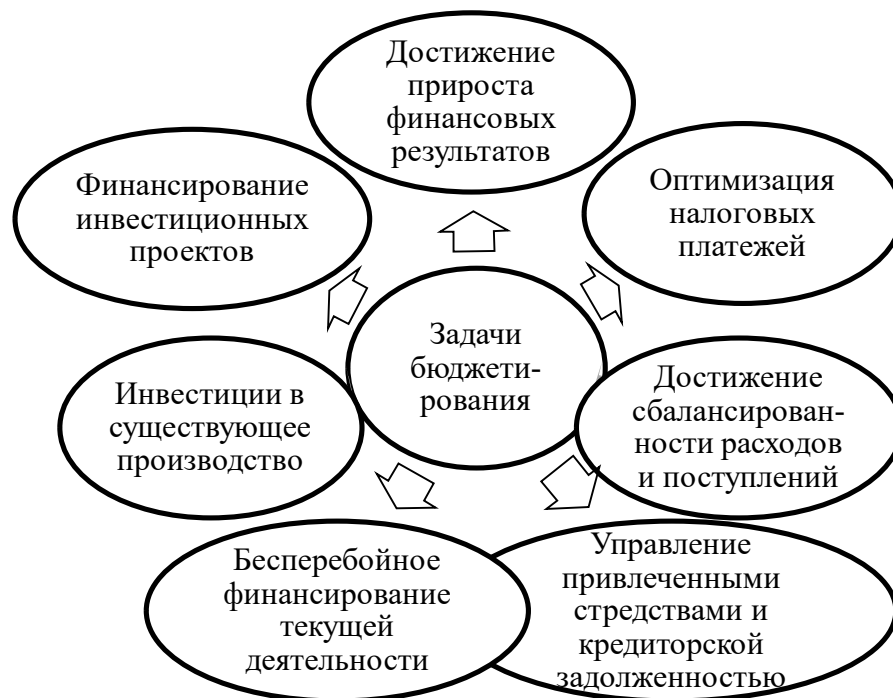 Достижение
прироста
финансовых
результатов
Финансирование
инвестиционных
проектов
Оптимизация
налоговых
платежей
Задачи
бюджети-
рования
Инвестиции в
существующее
производство
Достижение
сбалансирован-
ности расходов
и поступлений
Бесперебойное
финансирование
текущей
деятельности
Управление
привлеченными
стредствами и
кредиторской
задолженностью